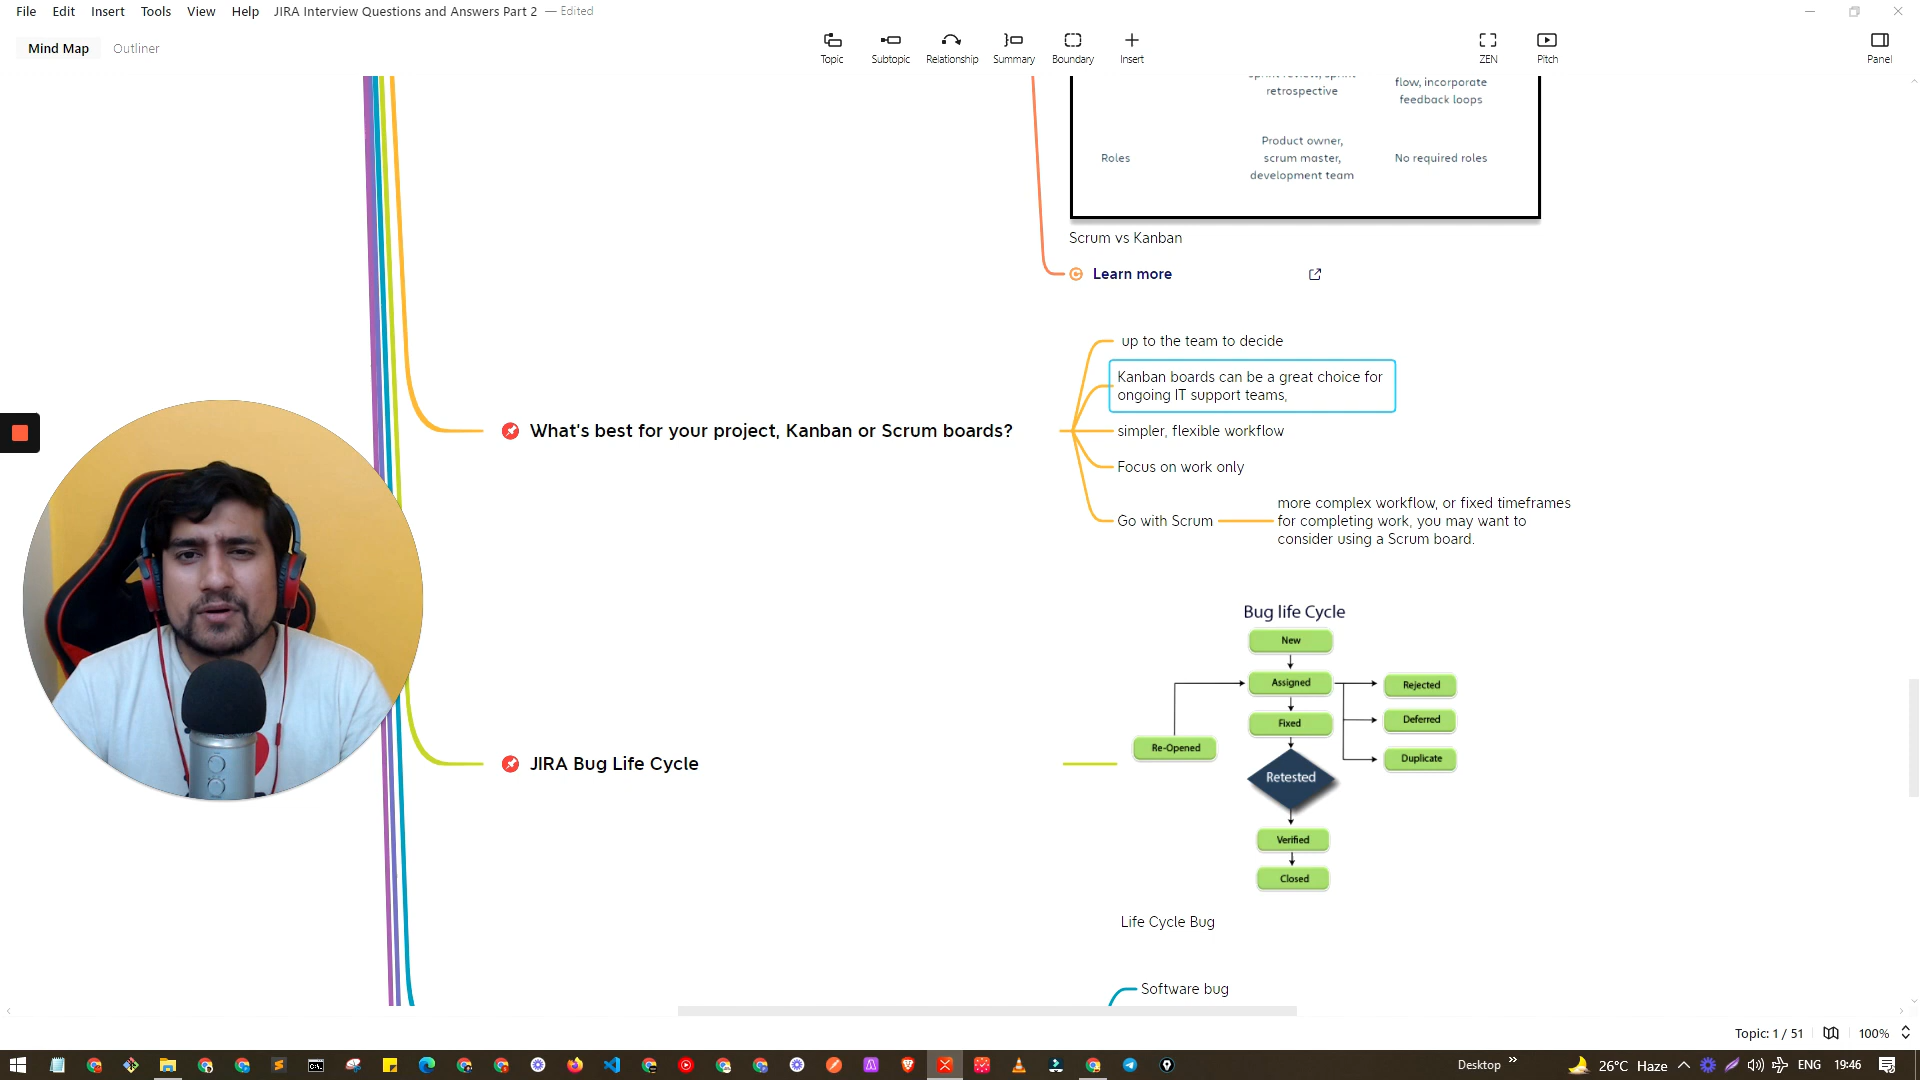 File Edit Insert Tools View Help JIRA Interview Questions and Answers Part 2 — Edited
Mind Map Outliner
Topic Subtopic Relationship Summary Boundary Insert ZEN Pitch Panel
retrospective
flow, incorporate
feedback loops
Roles
Product owner,
scrum master,
development team
No required roles
Scrum vs Kanban
Learn more
What's best for your project, Kanban or Scrum boards?
up to the team to decide
Kanban boards can be a great choice for
ongoing IT support teams,
simpler, flexible workflow
Focus on work only
Go with Scrum
more complex workflow, or fixed timeframes
for completing work, you may want to
consider using a Scrum board.
JIRA Bug Life Cycle
Bug life Cycle
New
Assigned
Rejected
Fixed
Deferred
Re-Opened
Duplicate
Retested
Verified
Closed
Life Cycle Bug
Software bug
Topic: 1 / 51 100%
Desktop 26°C Haze ENG 19:46